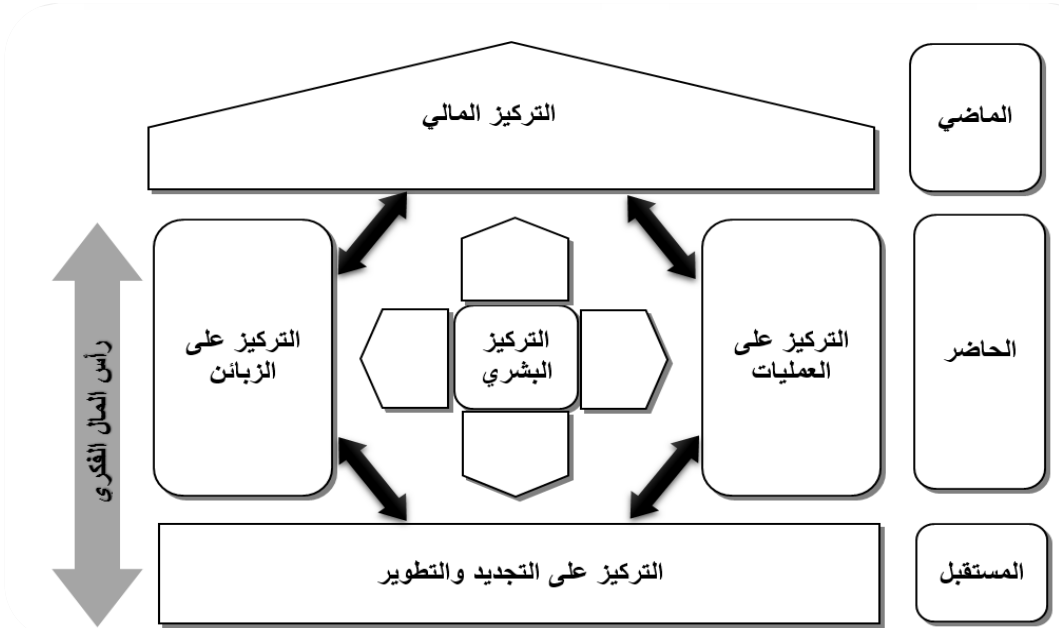 الماضي
التركيز المالي
الحاضر
التركيز على
العمليات
التركيز
البشري
التركيز على
الزبائن
رأس المال الفكري
المستقبل
التركيز على التجديد والتطوير